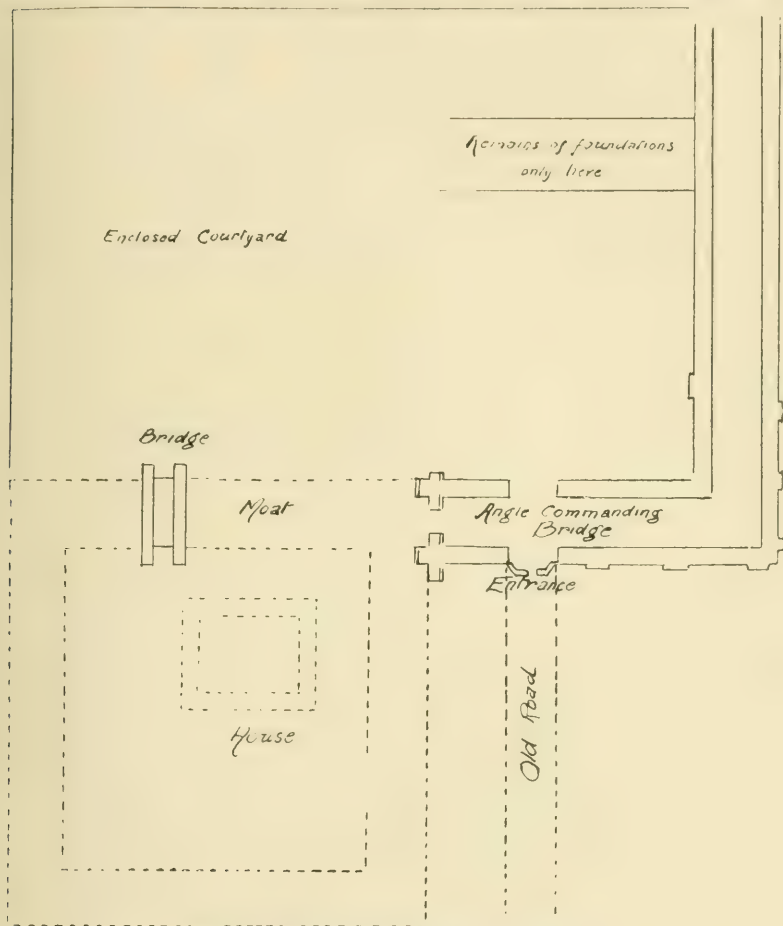 Remains of foundations
only here
Enclosed Courtyard
Bridge
Moat
Angle Commanding
Bridge
Entrance
House
Old Road